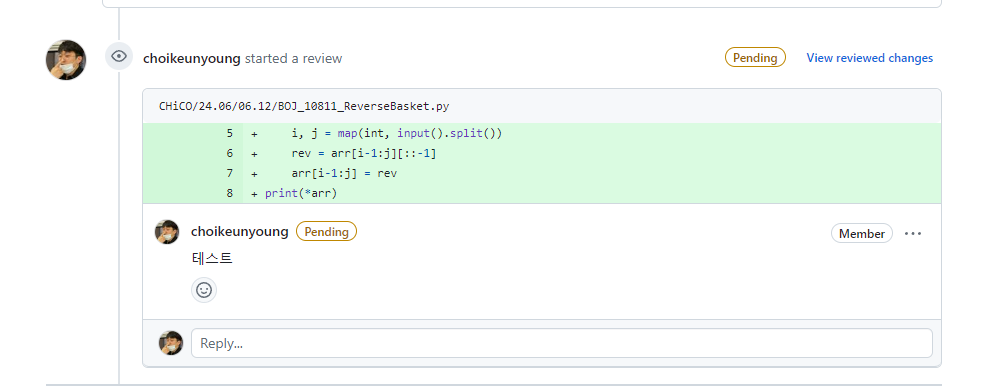 choikeunyoung started a review Pending View reviewed changes
CHiCO/24.06/06.12/BOJ_10811_ReverseBasket.py
5 + i, j = map(int, input().split())
6 + rev = arr[i-1:j][::-1]
7 + arr[i-1:j] = rev
8 + print(*arr)
choikeunyoung Pending Member
테스트
Reply...